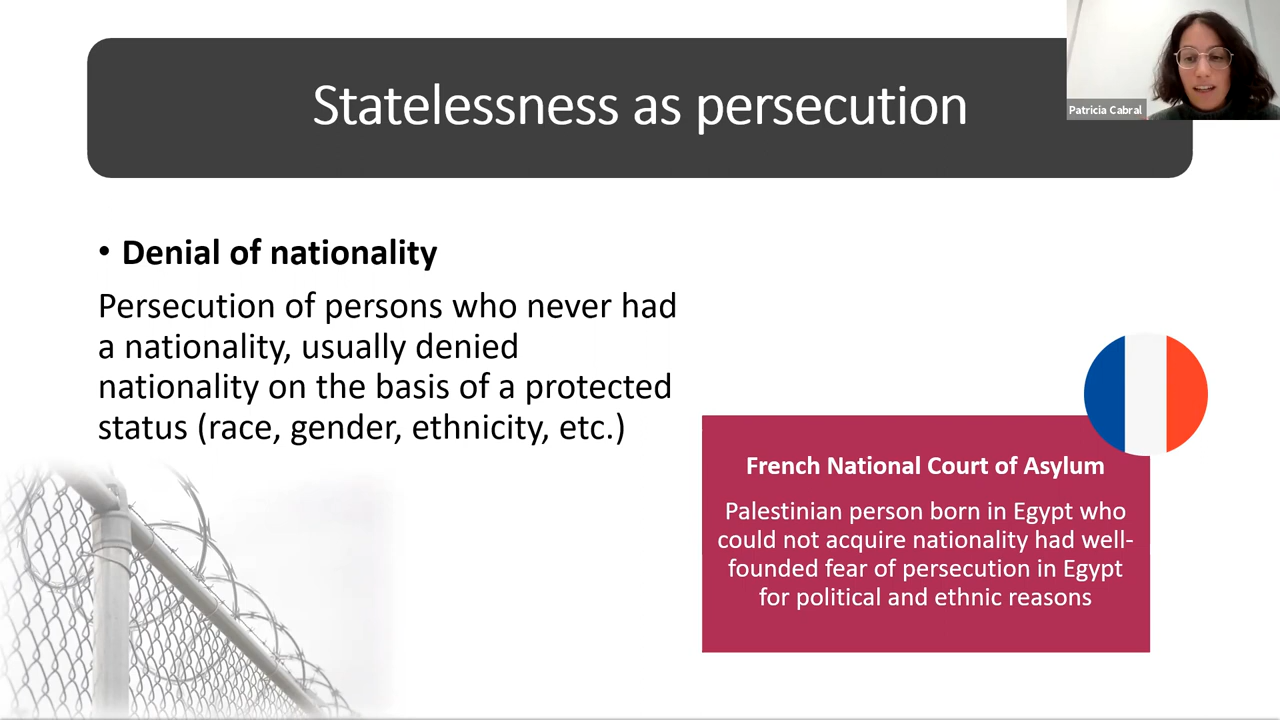 Statelessness as persecution
Patricia Cabral
• Denial of nationality
Persecution of persons who never had
a nationality, usually denied
nationality on the basis of a protected
status (race, gender, ethnicity, etc.)
French National Court of Asylum
Palestinian person born in Egypt who
could not acquire nationality had well-
founded fear of persecution in Egypt
for political and ethnic reasons